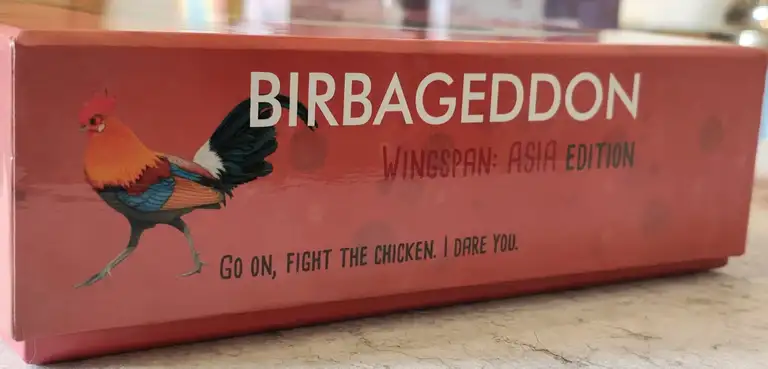 BIRBAGEDDON
WINGSPAN: ASIA EDITION
GO ON, FIGHT THE CHICKEN. I DARE YOU.